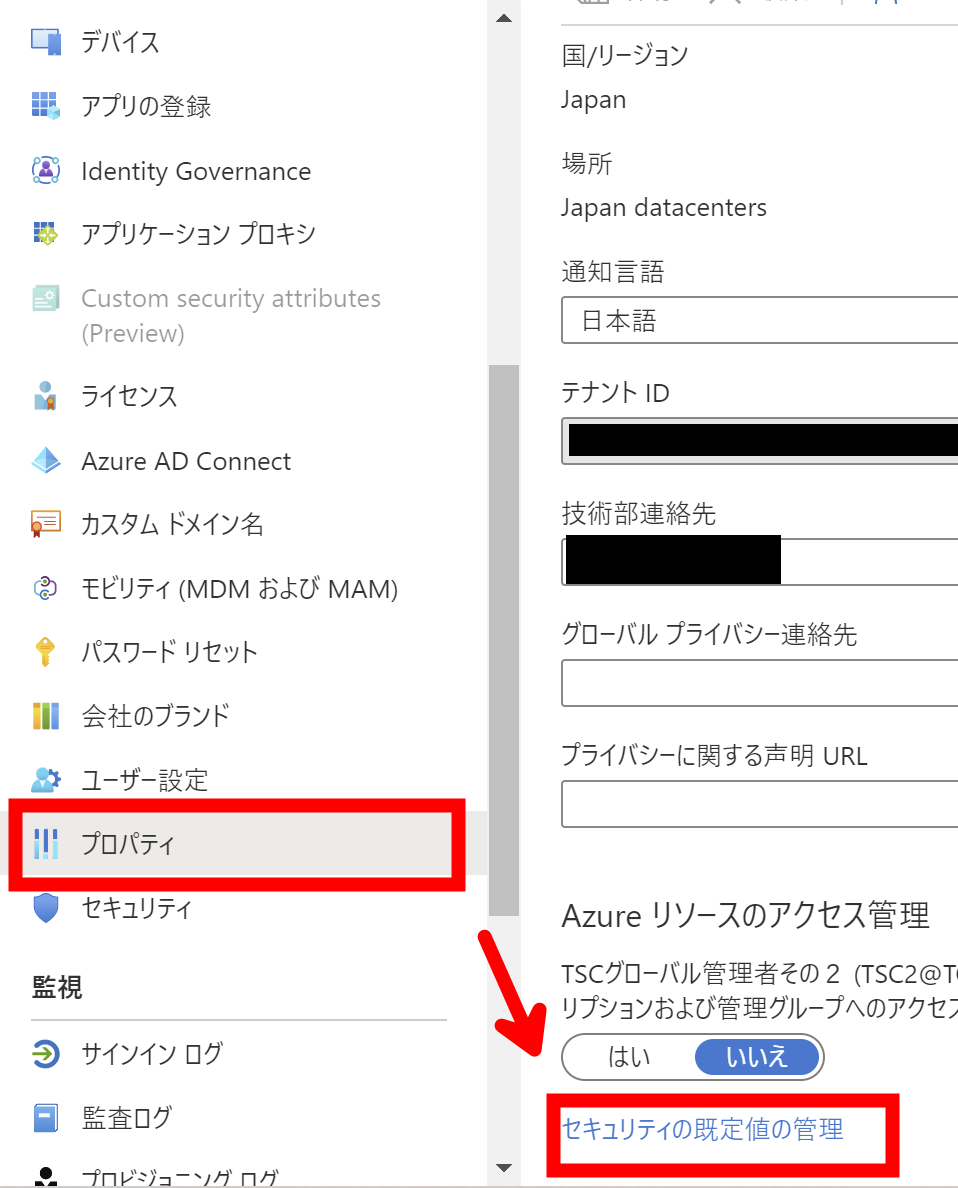 デバイス
アプリの登録
Identity Governance
アプリケーション プロキシ
Custom security attributes
(Preview)
ライセンス
Azure AD Connect
カスタム ドメイン名
モビリティ (MDM および MAM)
パスワード リセット
会社のブランド
ユーザー設定
プロパティ
セキュリティ
監視
サインイン ログ
監査ログ
プロビジョニング ログ
国/リージョン
Japan
場所
Japan datacenters
通知言語
日本語
テナント ID
技術部連絡先
グローバル プライバシー連絡先
プライバシーに関する声明 URL
Azure リソースのアクセス管理
TSCグローバル管理者その２ (TSC2@T
リプションおよび管理グループへのアクセス
はい
いいえ
セキュリティの既定値の管理